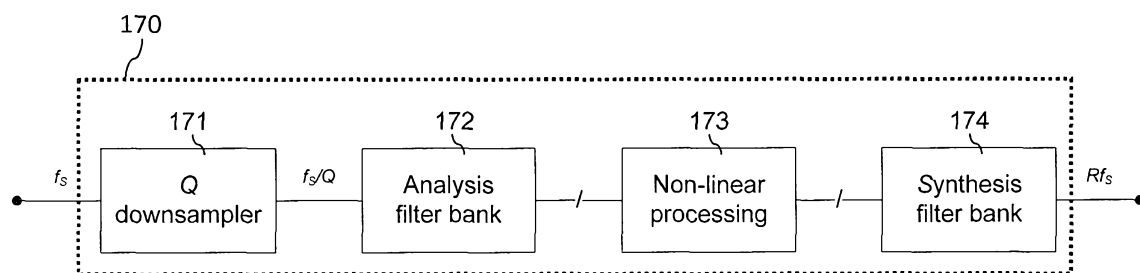 170
171
172
173
174
fS
Q
downsampler
fS/Q
Analysis
filter bank
Non-linear
processing
Synthesis
filter bank
RfS